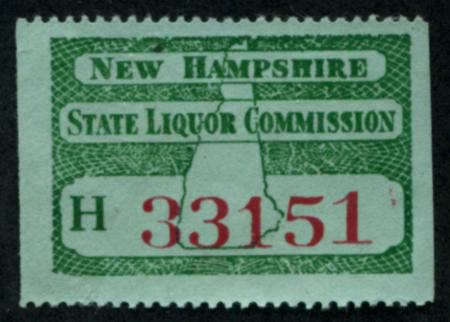 NEW HAMPSHIRE
STATE LIQUOR COMMISSION
H 33151